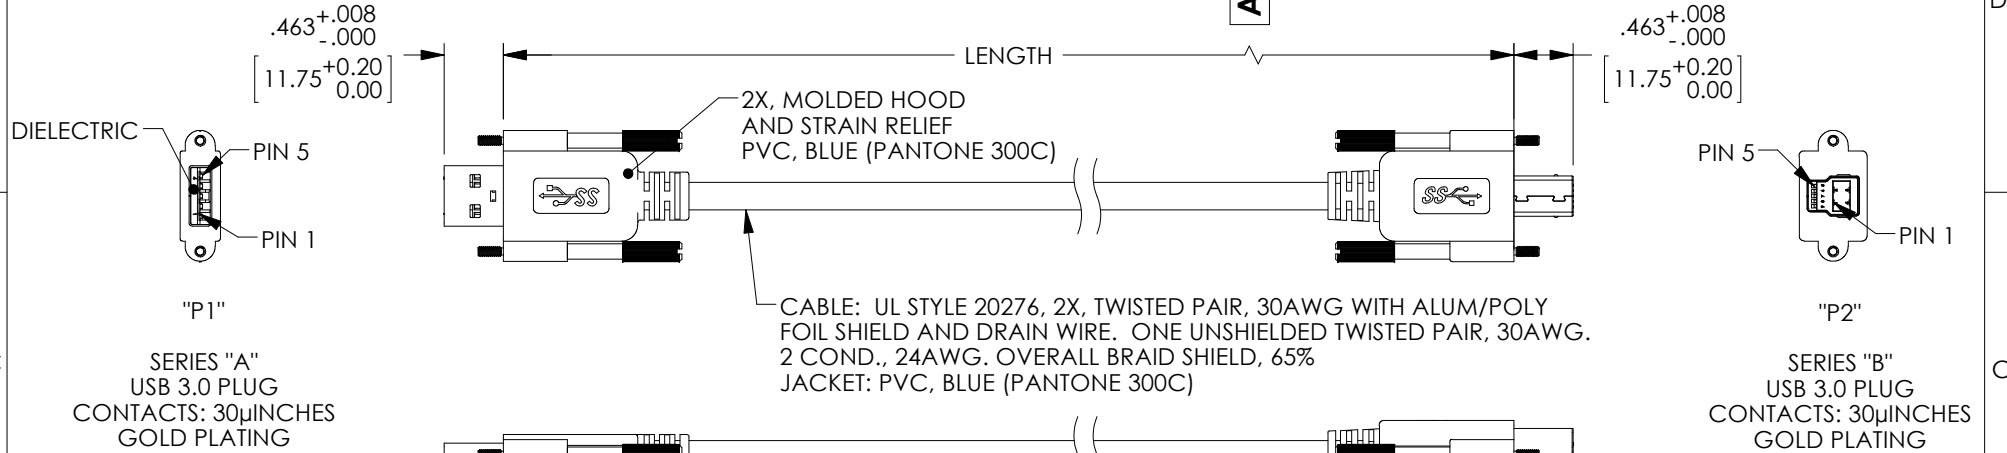 .463 +.008 -.000
[11.75 +0.20 0.00]
LENGTH
A
.463 +.008 -.000
[11.75 +0.20 0.00]
D
2X, MOLDED HOOD
AND STRAIN RELIEF
PVC, BLUE (PANTONE 300C)
DIELECTRIC
PIN 5
PIN 1
SS
SS
PIN 5
PIN 1
"P1"
SERIES "A"
USB 3.0 PLUG
CONTACTS: 30µINCHES
GOLD PLATING
CABLE: UL STYLE 20276, 2X, TWISTED PAIR, 30AWG WITH ALUM/POLY
FOIL SHIELD AND DRAIN WIRE. ONE UNSHIELDED TWISTED PAIR, 30AWG.
2 COND., 24AWG. OVERALL BRAID SHIELD, 65%
JACKET: PVC, BLUE (PANTONE 300C)
"P2"
SERIES "B"
USB 3.0 PLUG
CONTACTS: 30µINCHES
GOLD PLATING
C